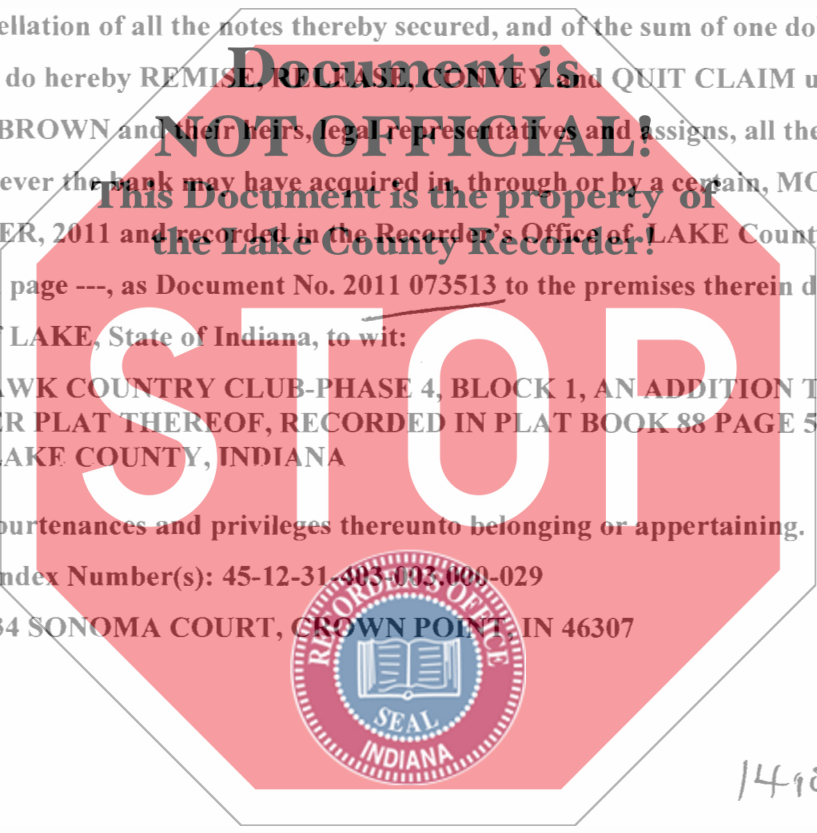 ellation of all the notes thereby secured, and of the sum of one do
Document is
do hereby REMISE, RELEASE, CONVEY and QUIT CLAIM u
BROWN and their heirs, legal representatives and assigns, all the
NOT OFFICIAL!
ever the bank may have acquired in, through or by a certain, MO
This Document is the property of
ER, 2011 and recorded in the Recorder's Office of, LAKE Count
the Lake County Recorder!
page ---, as Document No. 2011 073513 to the premises therein d
LAKE, State of Indiana, to wit:
STOP
AWK COUNTRY CLUB-PHASE 4, BLOCK 1, AN ADDITION T
ER PLAT THEREOF, RECORDED IN PLAT BOOK 88 PAGE 5
LAKE COUNTY, INDIANA
purtenances and privileges thereunto belonging or appertaining.
ndex Number(s): 45-12-31-403-003.000-029
34 SONOMA COURT, CROWN POINT, IN 46307
RECORDER'S OFFICE
SEAL
INDIANA